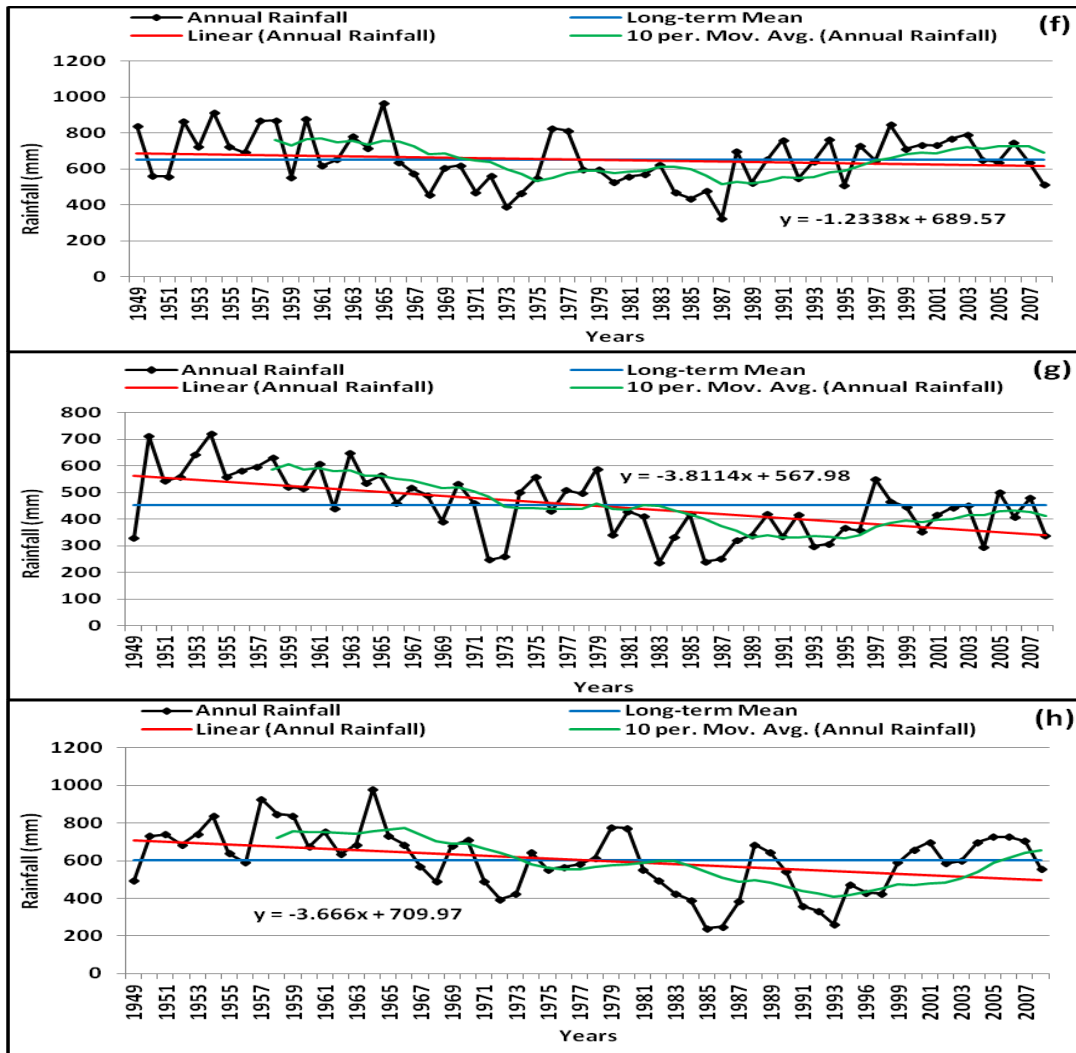 Annual Rainfall Long-term Mean (f)
Linear (Annual Rainfall) 10 per. Mov. Avg. (Annual Rainfall)
1200
1000
800
600
400
200
0
Rainfall (mm)
y = -1.2338x + 689.57
1949 1951 1953 1955 1957 1959 1961 1963 1965 1967 1969 1971 1973 1975 1977 1979 1981 1983 1985 1987 1989 1991 1993 1995 1997 1999 2001 2003 2005 2007
Years
Annual Rainfall Long-term Mean (g)
Linear (Annual Rainfall) 10 per. Mov. Avg. (Annual Rainfall)
800
700
600
500
400
300
200
100
0
Rainfall (mm)
y = -3.8114x + 567.98
1949 1951 1953 1955 1957 1959 1961 1963 1965 1967 1969 1971 1973 1975 1977 1979 1981 1983 1985 1987 1989 1991 1993 1995 1997 1999 2001 2003 2005 2007
Years
Annul Rainfall Long-term Mean (h)
Linear (Annul Rainfall) 10 per. Mov. Avg. (Annul Rainfall)
1200
1000
800
600
400
200
0
Rainfall (mm)
y = -3.666x + 709.97
1949 1951 1953 1955 1957 1959 1961 1963 1965 1967 1969 1971 1973 1975 1977 1979 1981 1983 1985 1987 1989 1991 1993 1995 1997 1999 2001 2003 2005 2007
Years